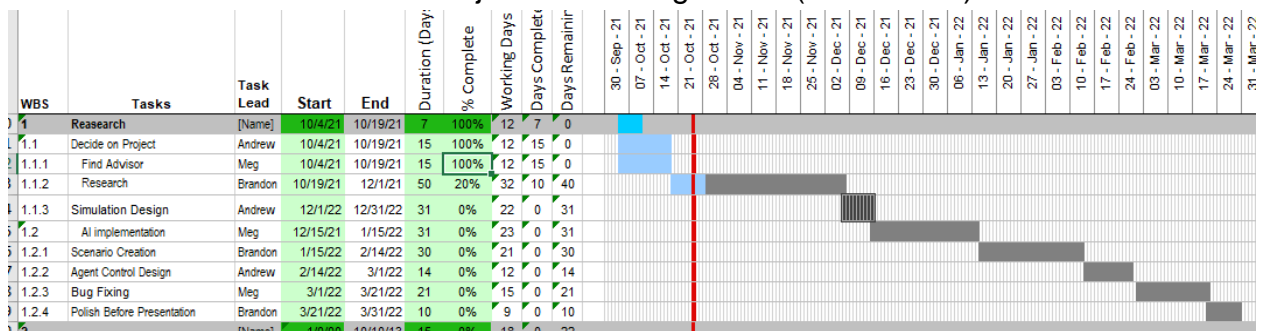 WBS Tasks Task Lead Start End Duration (Days % Complete Working Days Days Complete Days Remainin 30 - Sep - 21 07 - Oct - 21 14 - Oct - 21 21 - Oct - 21 28 - Oct - 21 04 - Nov - 21 11 - Nov - 21 18 - Nov - 21 25 - Nov - 21 02 - Dec - 21 09 - Dec - 21 16 - Dec - 21 23 - Dec - 21 30 - Dec - 21 06 - Jan - 22 13 - Jan - 22 20 - Jan - 22 27 - Jan - 22 03 - Feb - 22 10 - Feb - 22 17 - Feb - 22 24 - Feb - 22 03 - Mar - 22 10 - Mar - 22 17 - Mar - 22 24 - Mar - 22 31 - Mar - 22
1 Reasearch [Name] 10/4/21 10/19/21 7 100% 12 7 0
1.1 Decide on Project Andrew 10/4/21 10/19/21 15 100% 12 15 0
1.1.1 Find Advisor Meg 10/4/21 10/19/21 15 100% 12 15 0
1.1.2 Research Brandon 10/19/21 12/1/21 50 20% 32 10 40
1.1.3 Simulation Design Andrew 12/1/22 12/31/22 31 0% 22 0 31
1.2 AI implementation Meg 12/15/21 1/15/22 31 0% 23 0 31
1.2.1 Scenario Creation Brandon 1/15/22 2/14/22 30 0% 21 0 30
1.2.2 Agent Control Design Andrew 2/14/22 3/1/22 14 0% 12 0 14
1.2.3 Bug Fixing Meg 3/1/22 3/21/22 21 0% 15 0 21
1.2.4 Polish Before Presentation Brandon 3/21/22 3/31/22 10 0% 9 0 10